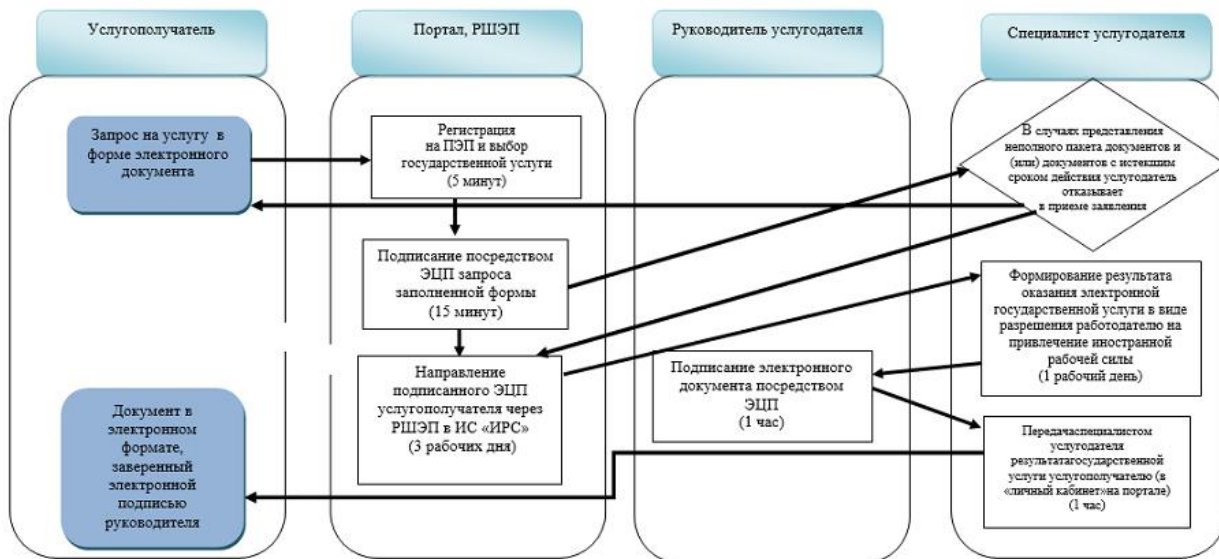 Услугополучатель
Портал, РШЭП
Руководитель услугодателя
Специалист услугодателя
Запрос на услугу в
форме электронного
документа
Регистрация
на ПЭП и выбор
государственной услуги
(5 минут)
В случаях представления
неполного пакета документов и
(или) документов с истекшим
сроком действия услугодатель
отказывает
в приеме заявления
Подписание посредством
ЭЦП запроса
заполненной формы
(15 минут)
Формирование результата
оказания электронной
государственной услуги в виде
разрешения работодателю на
привлечение иностранной
рабочей силы
(1 рабочий день)
Направление
подписанного ЭЦП
услугополучателя через
РШЭП в ИС «ИРС»
(3 рабочих дня)
Подписание электронного
документа посредством
ЭЦП
(1 час)
Документ в
электронном
формате,
заверенный
электронной
подписью
руководителя
Передачаспециалистом
услугодателя
результатагосударственной
услуги услугополучателю (в
«личный кабинет»на портале)
(1 час)